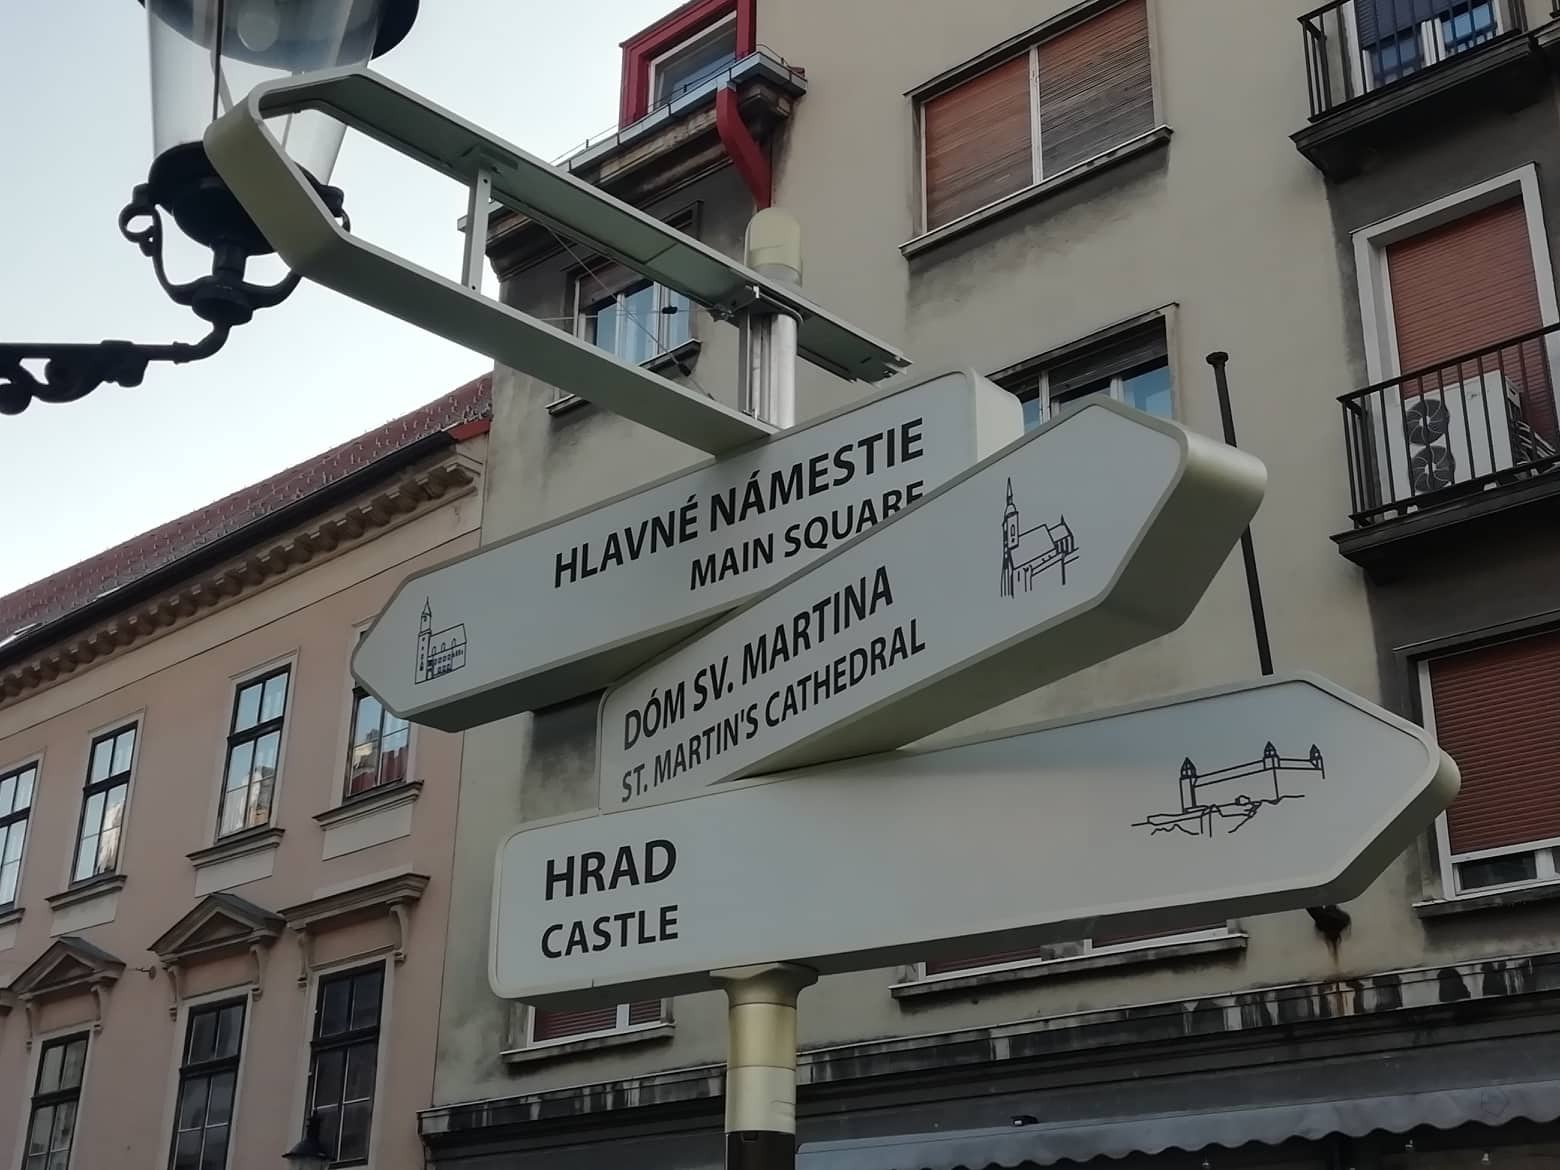 HLAVNÉ NÁMESTIE
MAIN SQUARE
DÓM SV. MARTINA
ST. MARTIN'S CATHEDRAL
HRAD
CASTLE